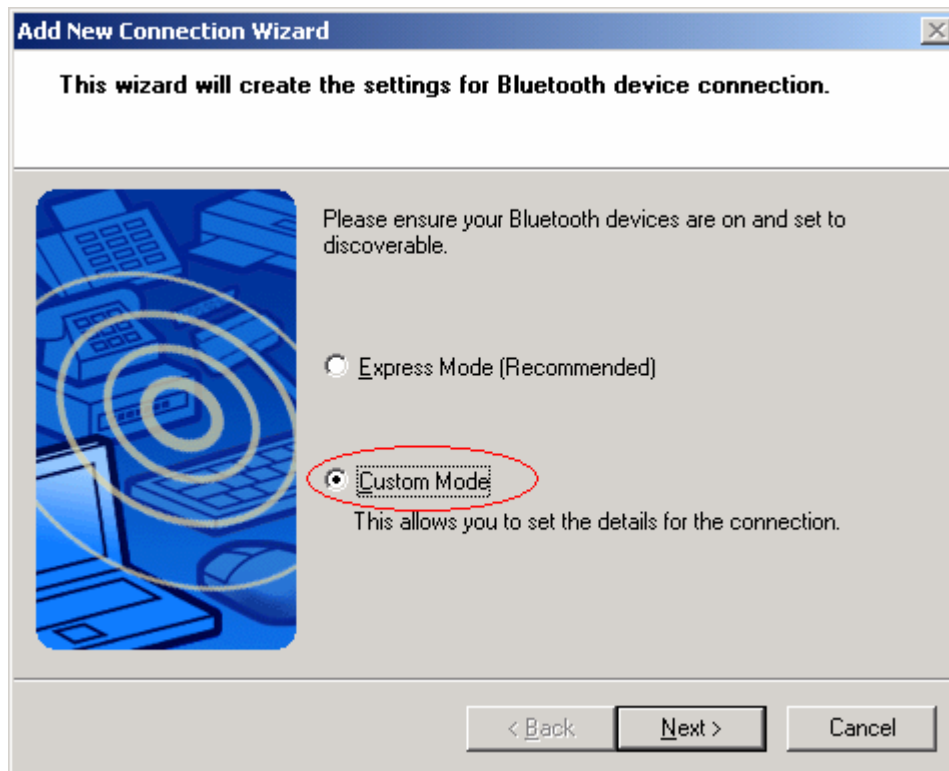 Add New Connection Wizard
This wizard will create the settings for Bluetooth device connection.
Please ensure your Bluetooth devices are on and set to
discoverable.
Express Mode (Recommended)
Custom Mode
This allows you to set the details for the connection.
< Back
Next >
Cancel